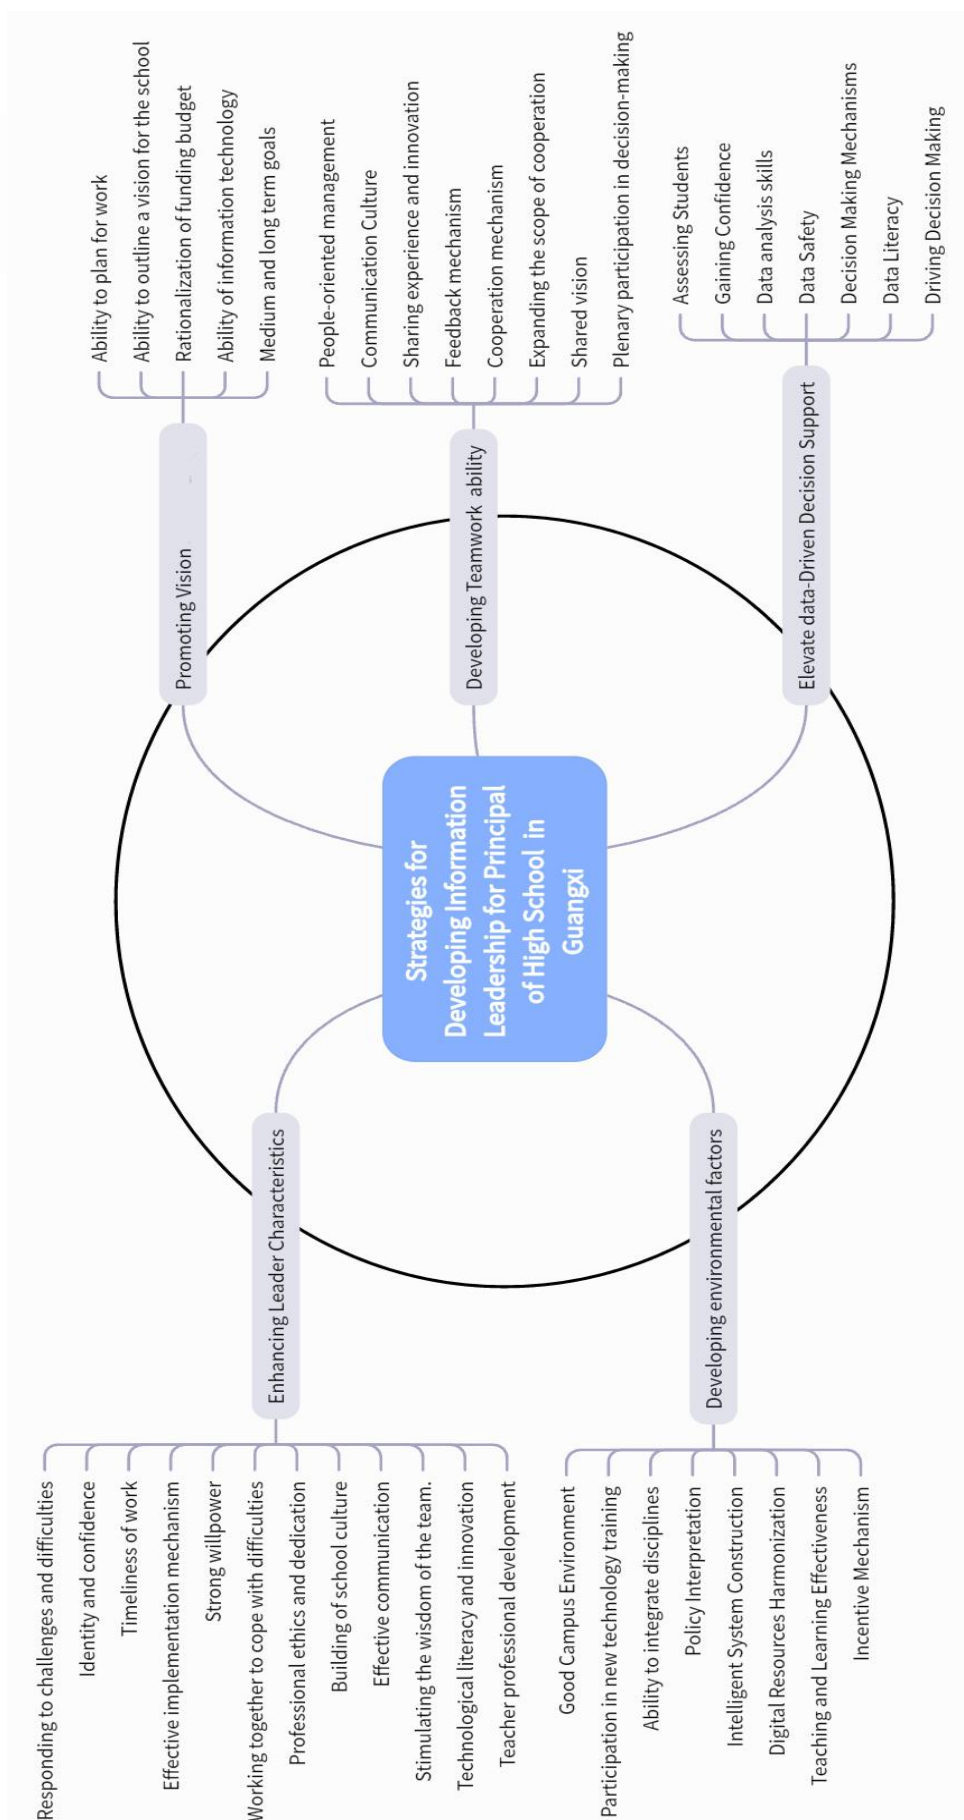 Strategies for
Developing Information
Leadership for Principal
of High School in
Guangxi
Promoting Vision
Ability to plan for work
Ability to outline a vision for the school
Rationalization of funding budget
Ability of information technology
Medium and long term goals
Developing Teamwork ability
People-oriented management
Communication Culture
Sharing experience and innovation
Feedback mechanism
Cooperation mechanism
Expanding the scope of cooperation
Shared vision
Plenary participation in decision-making
Elevate data-Driven Decision Support
Assessing Students
Gaining Confidence
Data analysis skills
Data Safety
Decision Making Mechanisms
Data Literacy
Driving Decision Making
Enhancing Leader Characteristics
Responding to challenges and difficulties
Identity and confidence
Timeliness of work
Effective implementation mechanism
Strong willpower
Working together to cope with difficulties
Professional ethics and dedication
Building of school culture
Effective communication
Stimulating the wisdom of the team.
Technological literacy and innovation
Teacher professional development
Developing environmental factors
Good Campus Environment
Participation in new technology training
Ability to integrate disciplines
Policy Interpretation
Intelligent System Construction
Digital Resources Harmonization
Teaching and Learning Effectiveness
Incentive Mechanism